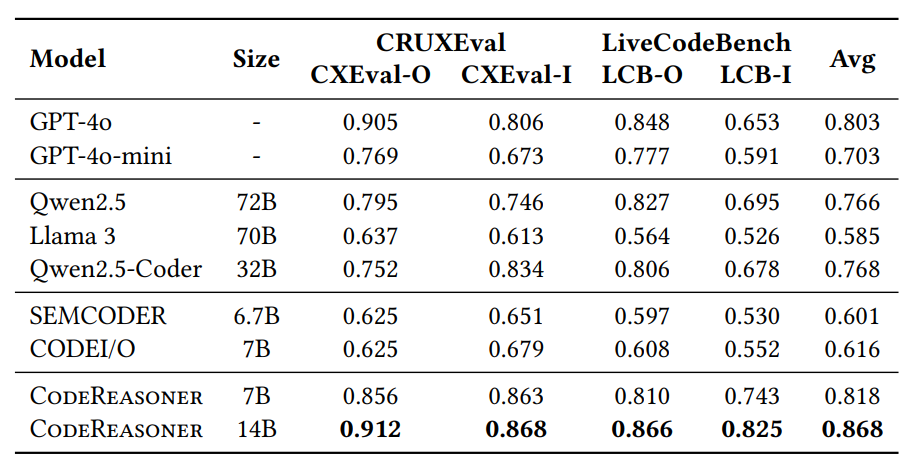 Model Size CRUXEval LiveCodeBench Avg
CXEval-O CXEval-I LCB-O LCB-I
GPT-4o - 0.905 0.806 0.848 0.653 0.803
GPT-4o-mini - 0.769 0.673 0.777 0.591 0.703
Qwen2.5 72B 0.795 0.746 0.827 0.695 0.766
Llama 3 70B 0.637 0.613 0.564 0.526 0.585
Qwen2.5-Coder 32B 0.752 0.834 0.806 0.678 0.768
SEMCODER 6.7B 0.625 0.651 0.597 0.530 0.601
CODEI/O 7B 0.625 0.679 0.608 0.552 0.616
CodeReasoner 7B 0.856 0.863 0.810 0.743 0.818
CodeReasoner 14B 0.912 0.868 0.866 0.825 0.868